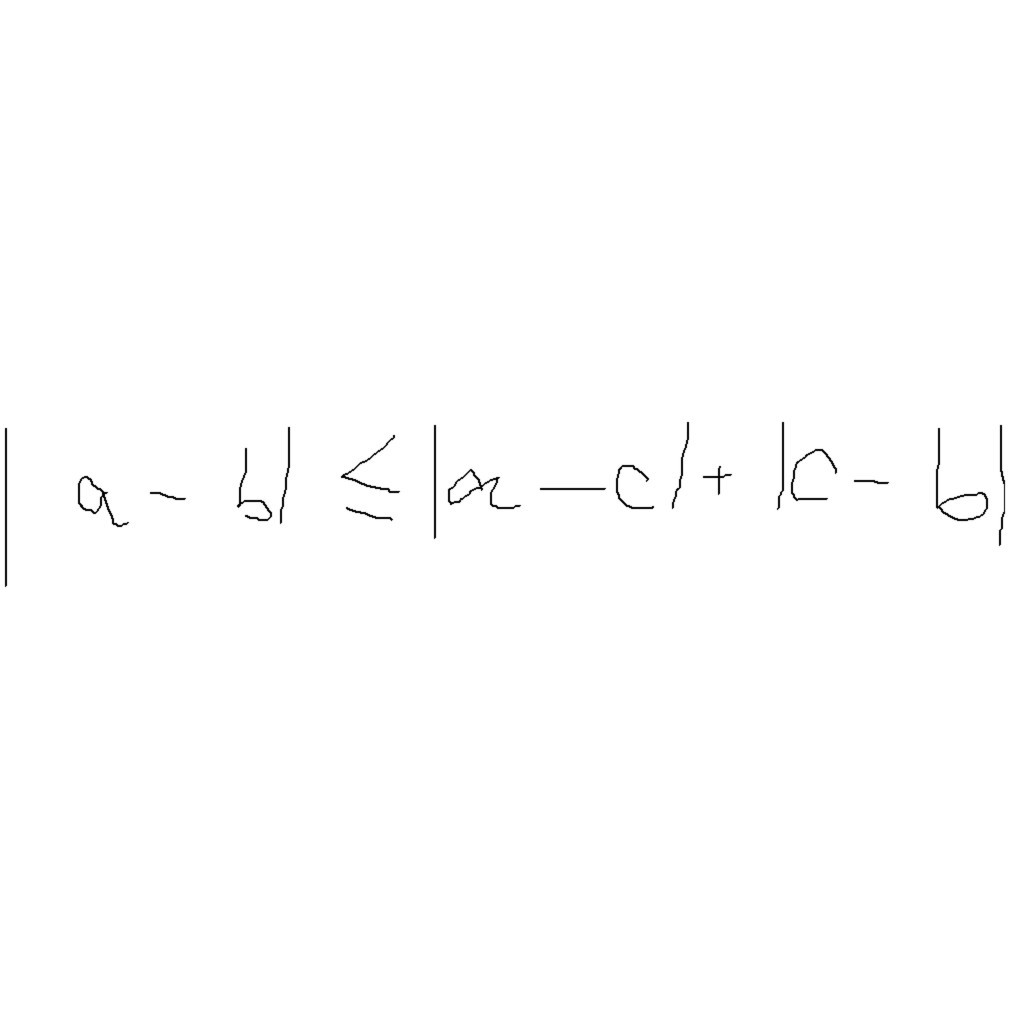 | a - b| ≤ |a - c| + |c - b|